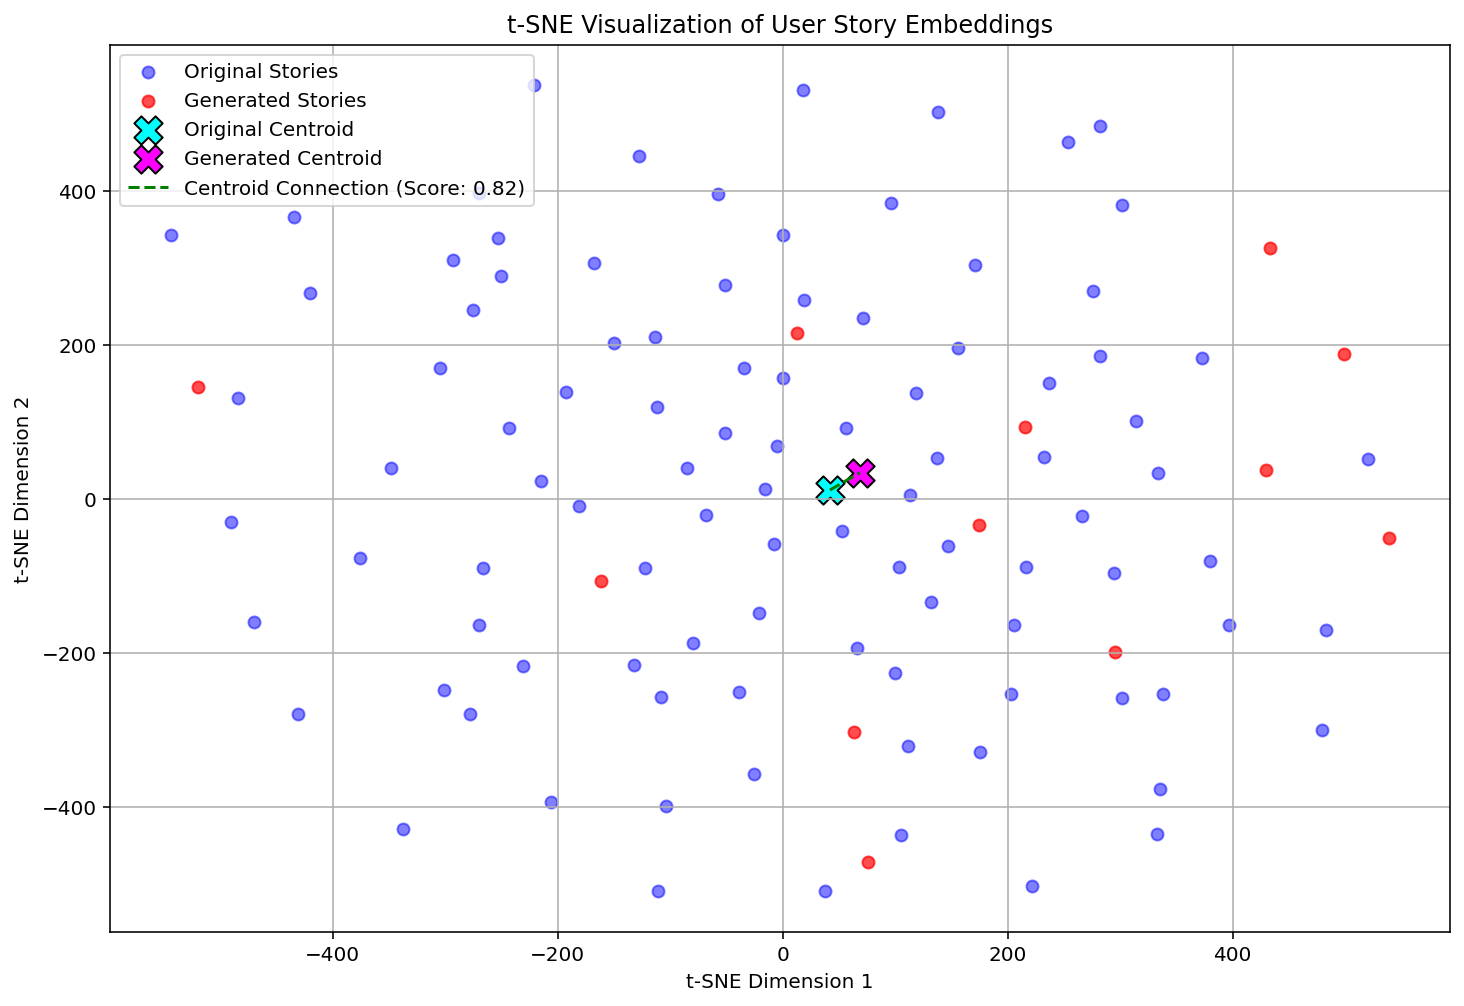 t-SNE Visualization of User Story Embeddings
Original Stories
Generated Stories
Original Centroid
Generated Centroid
Centroid Connection (Score: 0.82)
400
200
0
−200
−400
t-SNE Dimension 2
−400
−200
0
200
400
t-SNE Dimension 1